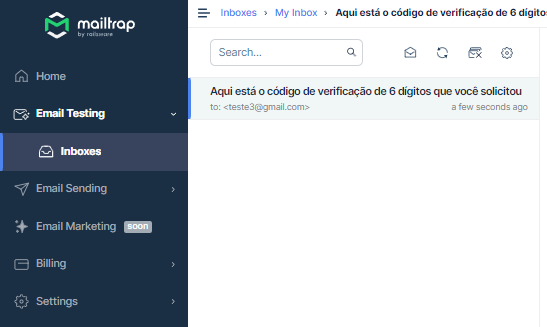 mailtrap
by railsware
Home
Email Testing
Inboxes
Email Sending
Email Marketing SOON
Billing
Settings
Inboxes › My Inbox › Aqui está o código de verificação de 6 dígitos
Search...
Aqui está o código de verificação de 6 dígitos que você solicitou
to: <teste3@gmail.com> a few seconds ago